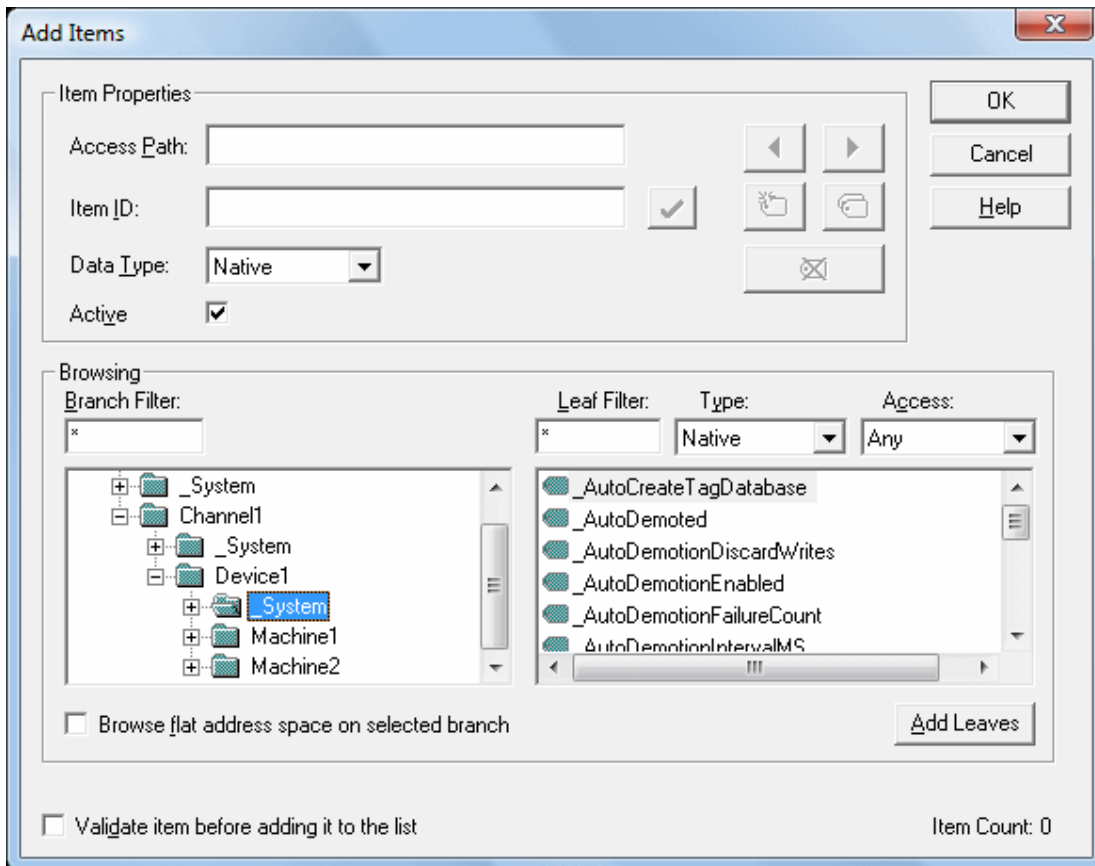 Add Items
Item Properties
OK
Access Path:
Cancel
Item ID:
Help
Data Type: Native
Active
Browsing
Branch Filter: Leaf Filter: Type: Access:
* * Native Any
_System _AutoCreateTagDatabase
Channel1 _AutoDemoted
_System _AutoDemotionDiscardWrites
Device1 _AutoDemotionEnabled
_System _AutoDemotionFailureCount
Machine1 _AutoDemotionIntervalMS
Machine2
Browse flat address space on selected branch Add Leaves
Validate item before adding it to the list Item Count: 0